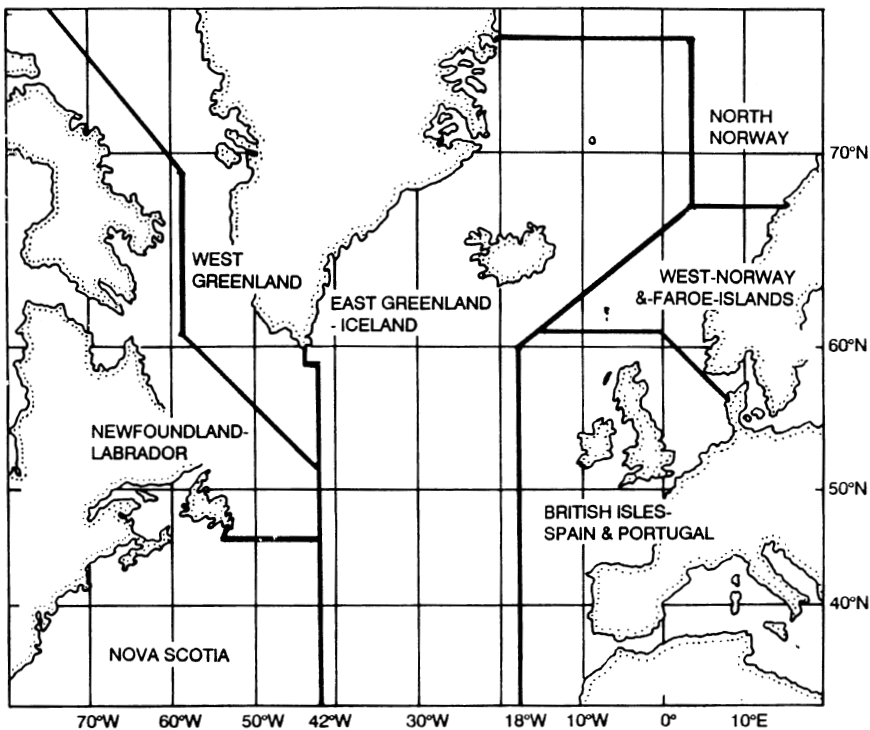 NORTH
NORWAY
70°N
WEST
GREENLAND
EAST GREENLAND
- ICELAND
WEST-NORWAY
&-FAROE-ISLANDS
60°N
NEWFOUNDLAND-
LABRADOR
50°N
BRITISH ISLES-
SPAIN & PORTUGAL
40°N
NOVA SCOTIA
70°W 60°W 50°W 42°W 30°W 18°W 10°W 0° 10°E